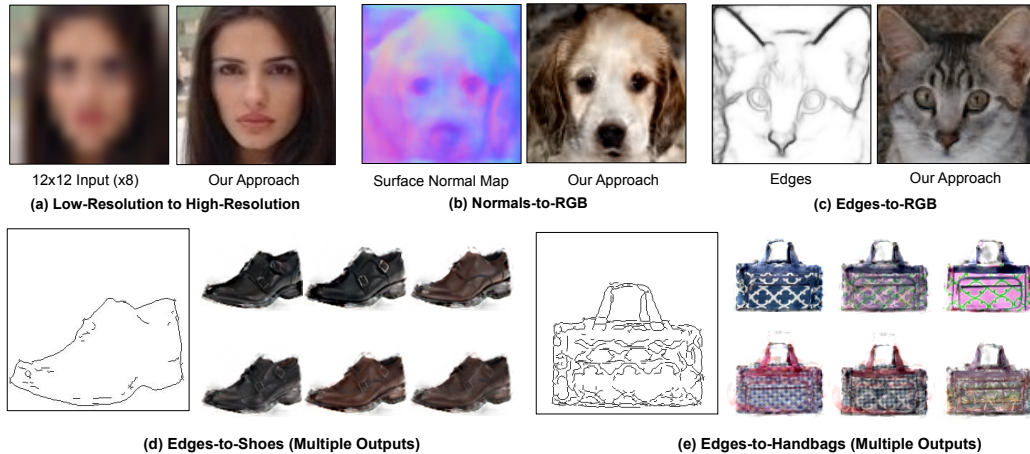 12x12 Input (x8)
Our Approach
(a) Low-Resolution to High-Resolution
Surface Normal Map
Our Approach
(b) Normals-to-RGB
Edges
Our Approach
(c) Edges-to-RGB
(d) Edges-to-Shoes (Multiple Outputs)
(e) Edges-to-Handbags (Multiple Outputs)